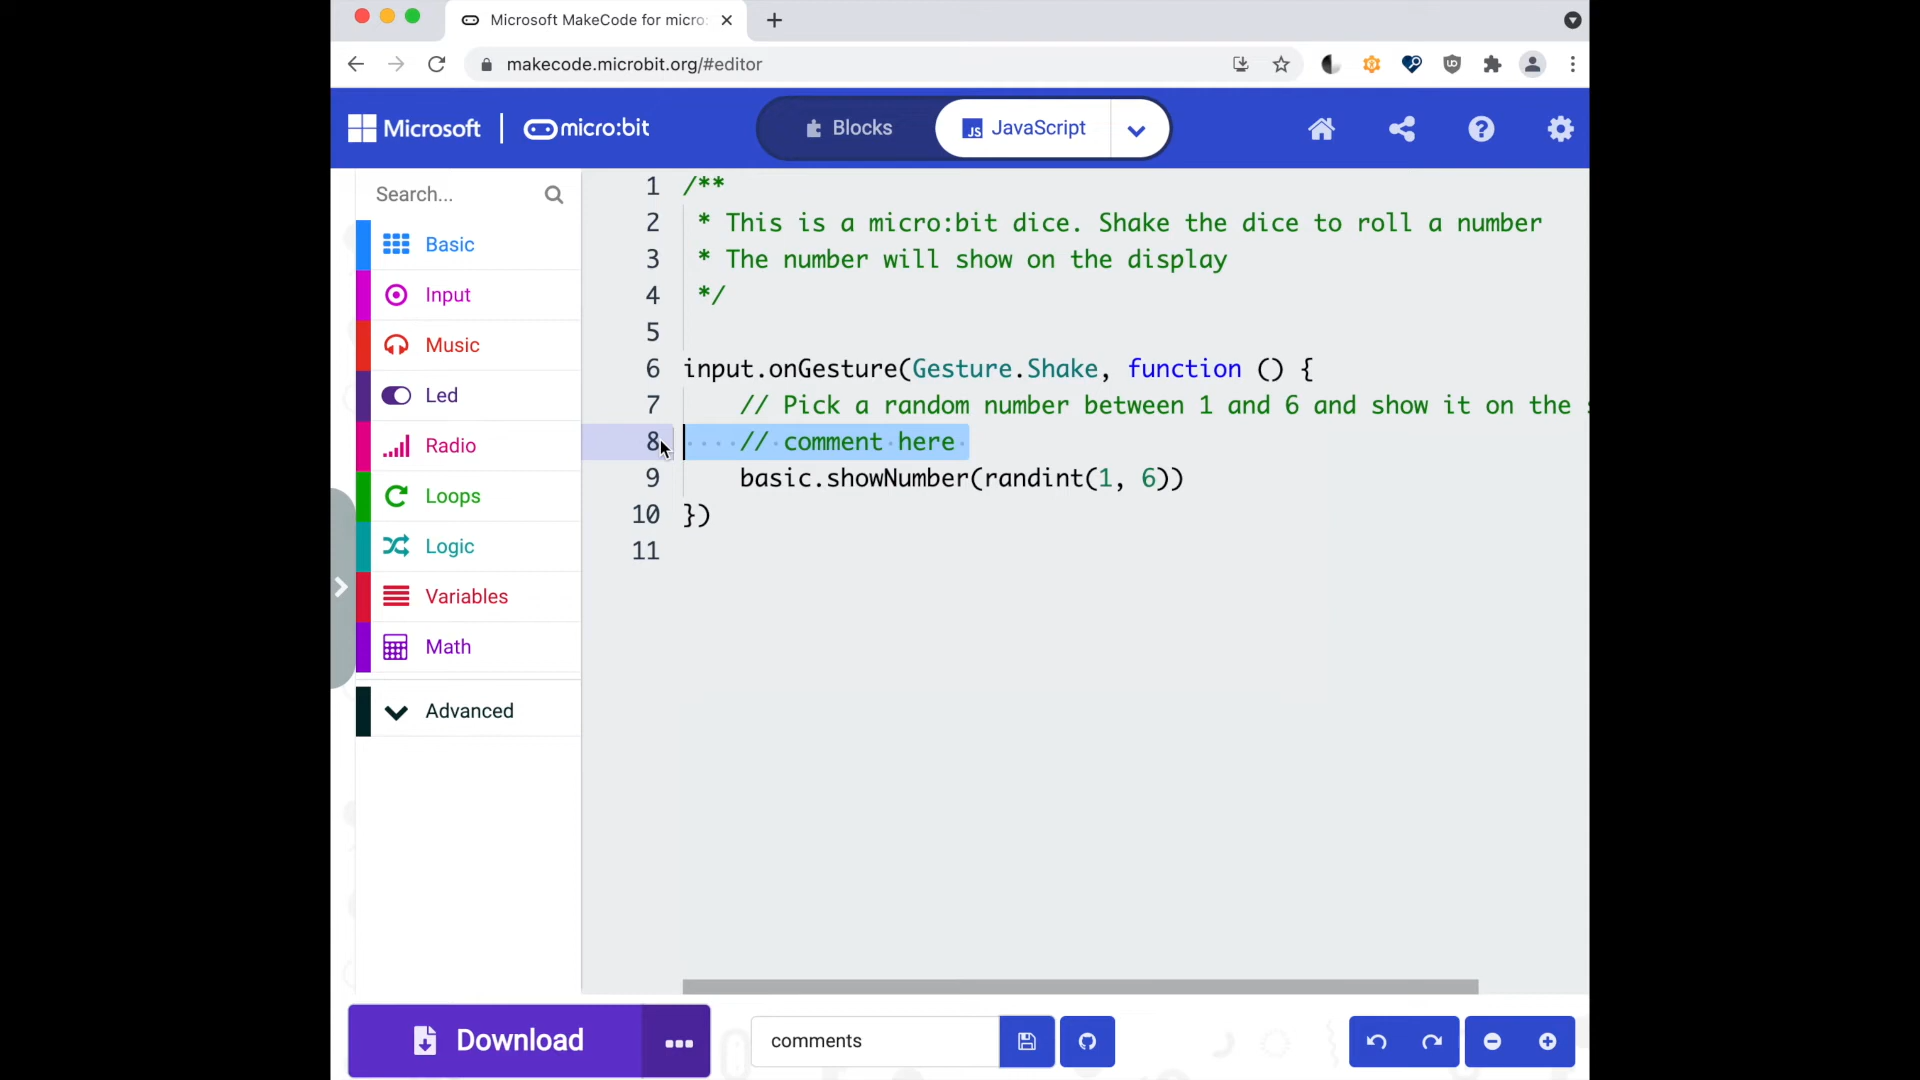 Microsoft MakeCode for micro:
makecode.microbit.org/#editor
Microsoft | micro:bit
Blocks
JS JavaScript
Search...
Basic
Input
Music
Led
Radio
Loops
Logic
Variables
Math
Advanced
1 /**
2 * This is a micro:bit dice. Shake the dice to roll a number
3 * The number will show on the display
4 */
5
6 input.onGesture(Gesture.Shake, function () {
7 // Pick a random number between 1 and 6 and show it on the
8 // comment here
9 basic.showNumber(randint(1, 6))
10 })
11
Download
comments